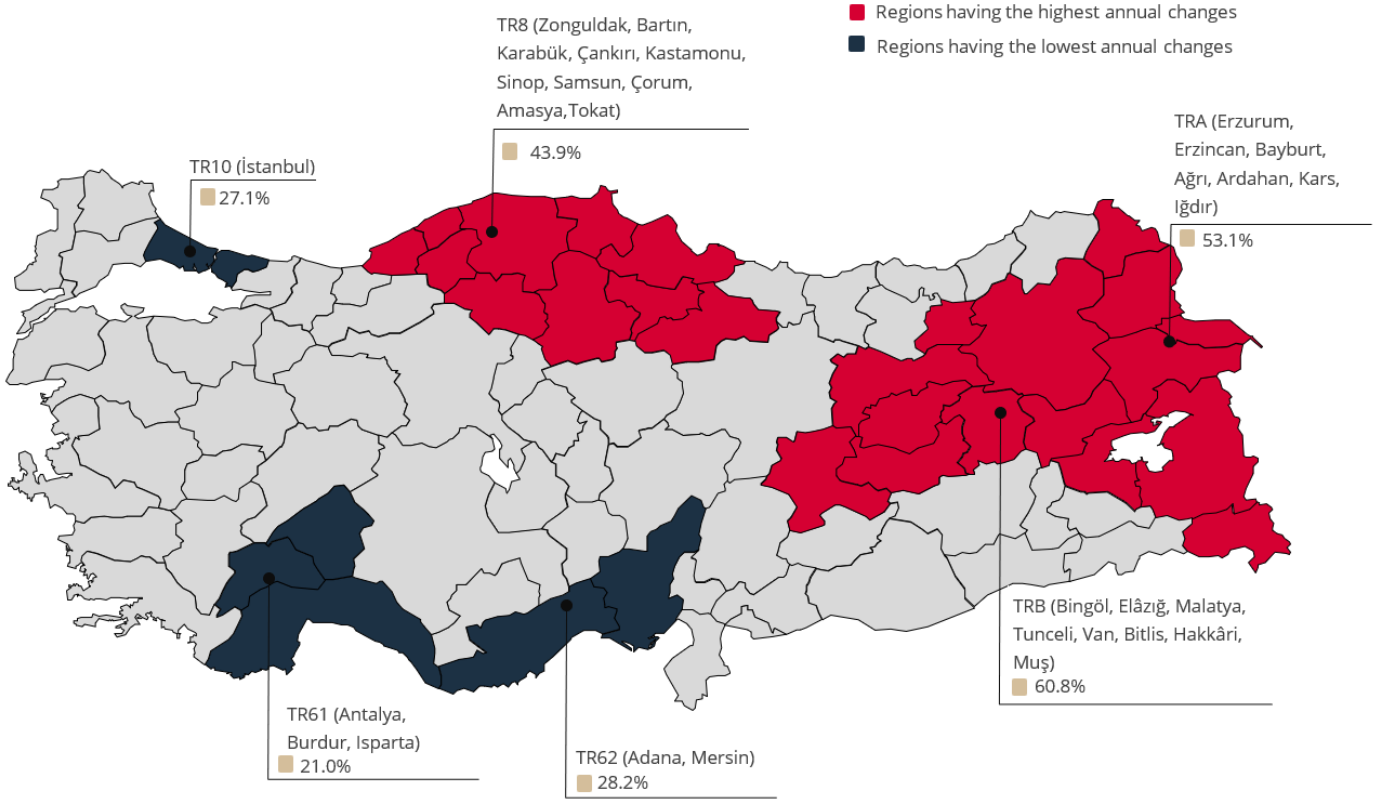 Regions having the highest annual changes
Regions having the lowest annual changes
TR8 (Zonguldak, Bartın,
Karabük, Çankırı, Kastamonu,
Sinop, Samsun, Çorum,
Amasya,Tokat)
43.9%
TR10 (İstanbul)
27.1%
TRA (Erzurum,
Erzincan, Bayburt,
Ağrı, Ardahan, Kars,
Iğdır)
53.1%
TRB (Bingöl, Elâzığ, Malatya,
Tunceli, Van, Bitlis, Hakkâri,
Muş)
60.8%
TR61 (Antalya,
Burdur, Isparta)
21.0%
TR62 (Adana, Mersin)
28.2%